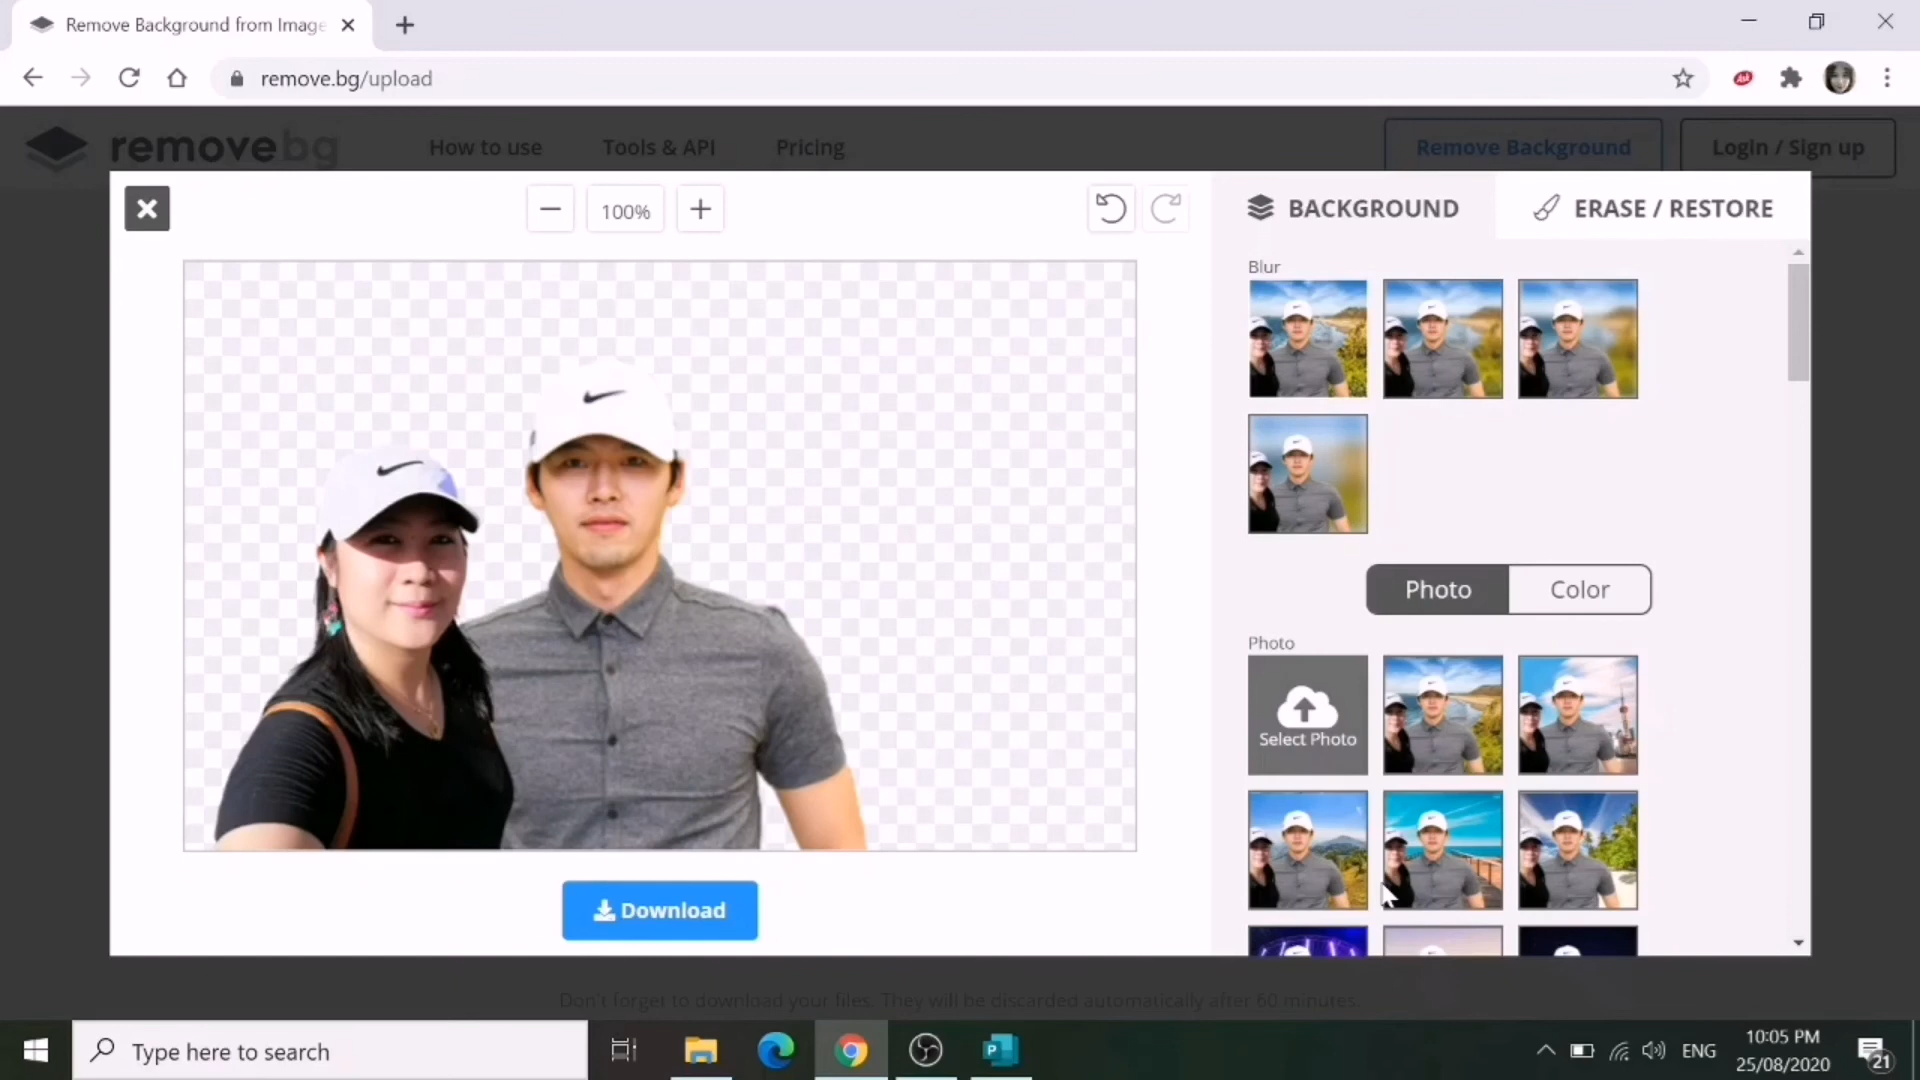 Remove Background from Image
remove.bg/upload
removebg
How to use
Tools & API
Pricing
Remove Background
Login / Sign up
100%
BACKGROUND
ERASE / RESTORE
Blur
Photo
Color
Photo
Select Photo
Download
Don't forget to download your files. They will be discarded automatically after 60 minutes.
Type here to search
ENG
10:05 PM
25/08/2020
21